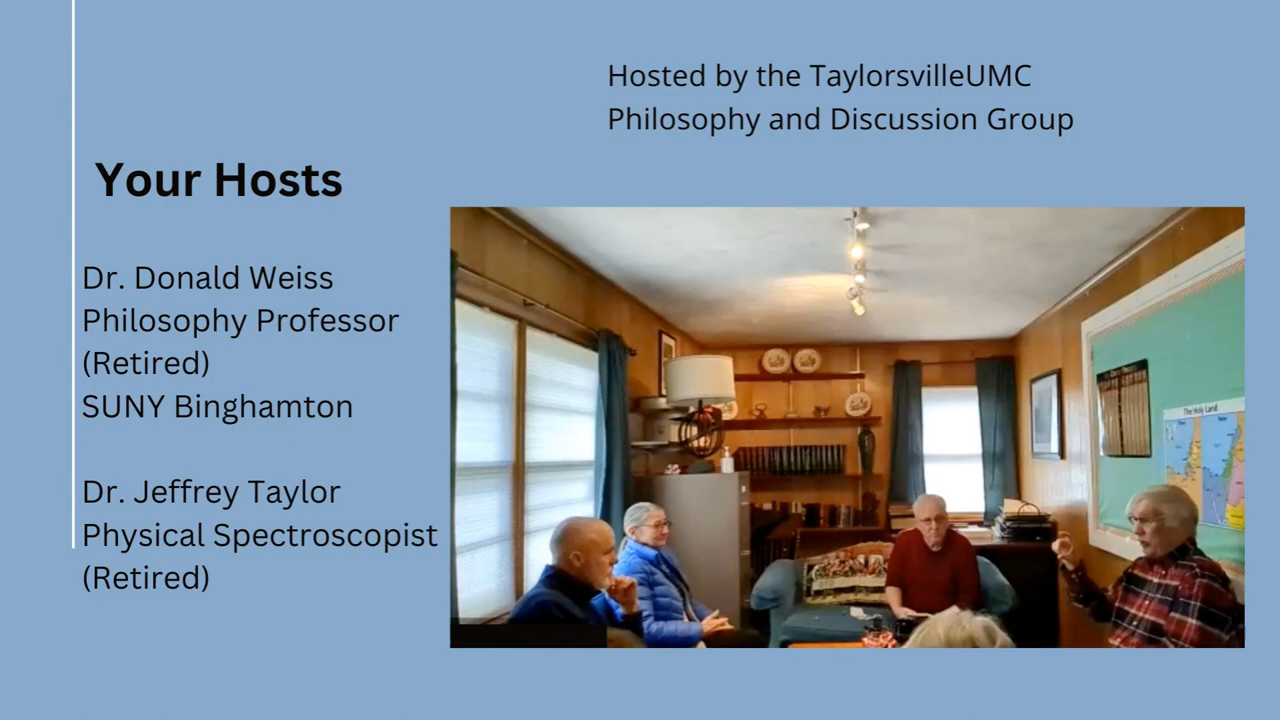 Hosted by the TaylorsvilleUMC
Philosophy and Discussion Group
Your Hosts
Dr. Donald Weiss
Philosophy Professor
(Retired)
SUNY Binghamton
Dr. Jeffrey Taylor
Physical Spectroscopist
(Retired)
The Holy Land